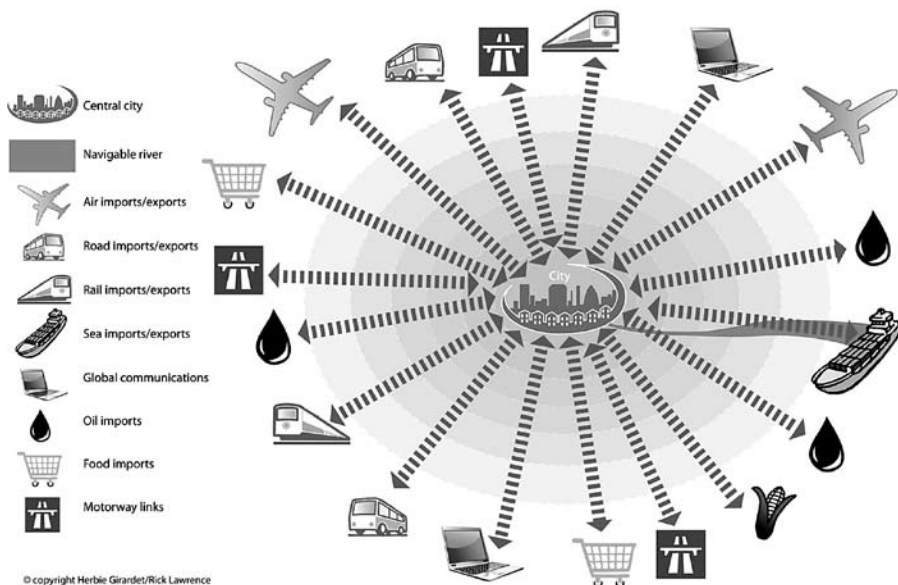 Central city
Navigable river
Air imports/exports
Road imports/exports
Rail imports/exports
Sea imports/exports
Global communications
Oil imports
Food imports
Motorway links
City
© copyright Herbie Girardet/Rick Lawrence